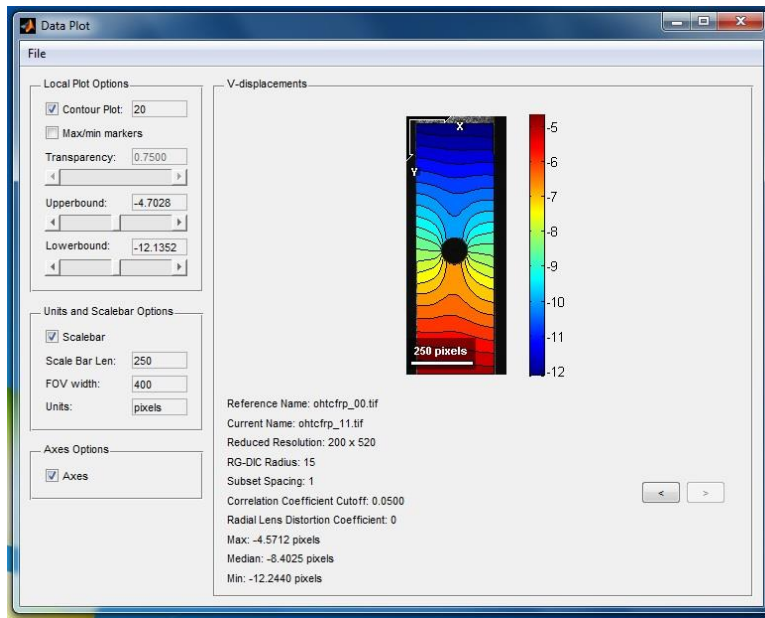 Data Plot
File
Local Plot Options
Contour Plot: 20
Max/min markers
Transparency: 0.7500
Upperbound: -4.7028
Lowerbound: -12.1352
Units and Scalebar Options
Scalebar
Scale Bar Len: 250
FOV width: 400
Units: pixels
Axes Options
Axes
V-displacements
X
Y
250 pixels
-5
-6
-7
-8
-9
-10
-11
-12
Reference Name: ohtcfrp_00.tif
Current Name: ohtcfrp_11.tif
Reduced Resolution: 200 x 520
RG-DIC Radius: 15
Subset Spacing: 1
Correlation Coefficient Cutoff: 0.0500
Radial Lens Distortion Coefficient: 0
Max: -4.5712 pixels
Median: -8.4025 pixels
Min: -12.2440 pixels
< >